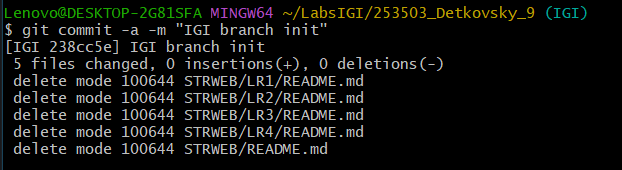 Lenovo@DESKTOP-2G81SFA MINGW64 ~/LabsIGI/253503_Detkovsky_9 (IGI)
$ git commit -a -m "IGI branch init"
[IGI 238cc5e] IGI branch init
 5 files changed, 0 insertions(+), 0 deletions(-)
 delete mode 100644 STRWEB/LR1/README.md
 delete mode 100644 STRWEB/LR2/README.md
 delete mode 100644 STRWEB/LR3/README.md
 delete mode 100644 STRWEB/LR4/README.md
 delete mode 100644 STRWEB/README.md